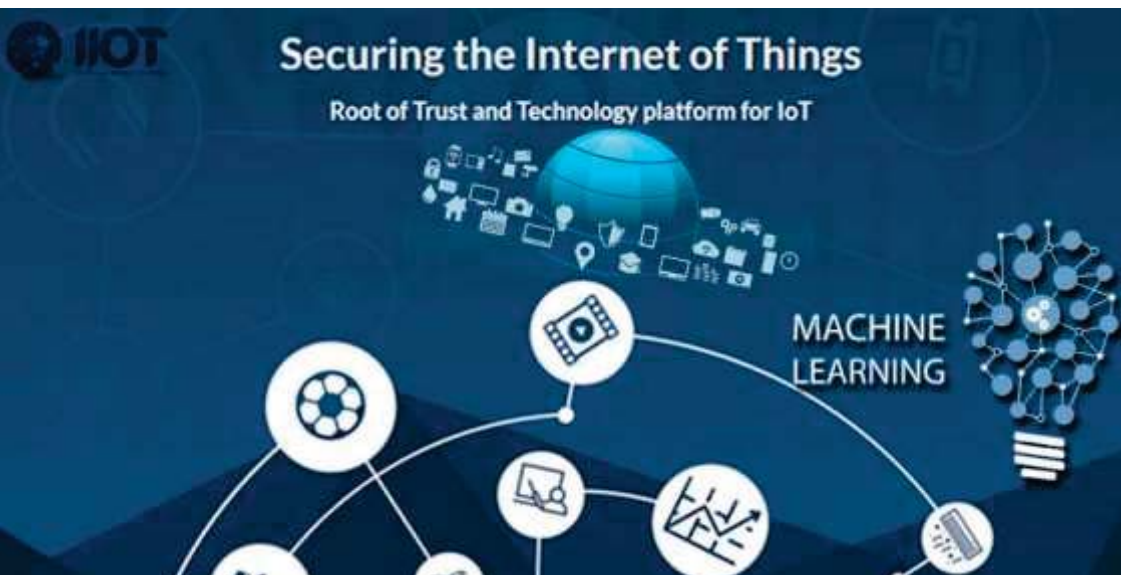 IIOT
Securing the Internet of Things
Root of Trust and Technology platform for IoT
MACHINE
LEARNING